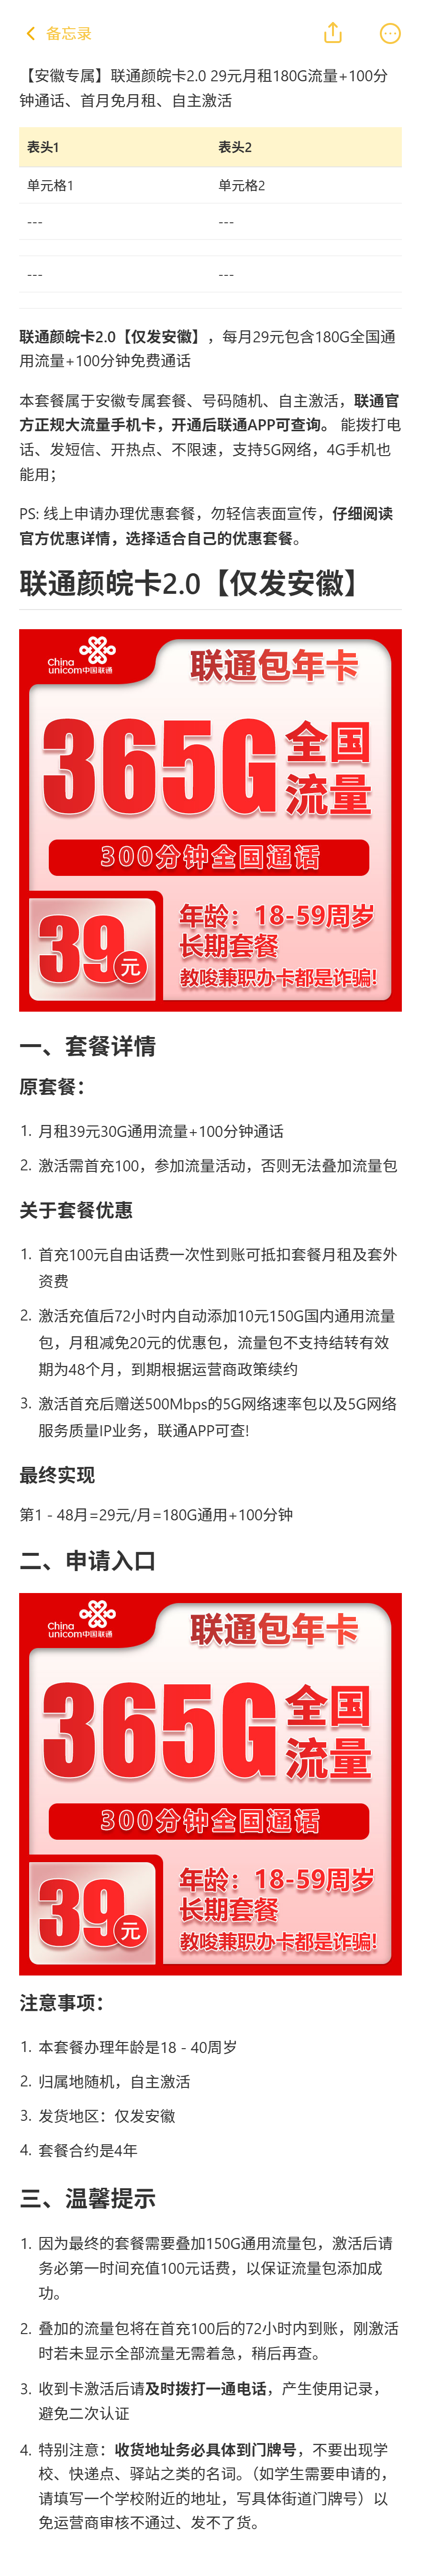 备忘录
【安徽专属】联通颜皖卡2.0 29元月租180G流量+100分
钟通话、首月免月租、自主激活
表头1 表头2
单元格1 单元格2
--- ---
--- ---
联通颜皖卡2.0【仅发安徽】，每月29元包含180G全国通
用流量+100分钟免费通话
本套餐属于安徽专属套餐、号码随机、自主激活，联通官
方正规大流量手机卡，开通后联通APP可查询。 能拨打电
话、发短信、开热点、不限速，支持5G网络，4G手机也
能用；
PS: 线上申请办理优惠套餐，勿轻信表面宣传，仔细阅读
官方优惠详情，选择适合自己的优惠套餐。
联通颜皖卡2.0【仅发安徽】
China
unicom中国联通
联通包年卡
365G
全国
流量
300分钟全国通话
39元
年龄：18-59周岁
长期套餐
教唆兼职办卡都是诈骗!
一、套餐详情
原套餐：
1. 月租39元30G通用流量+100分钟通话
2. 激活需首充100，参加流量活动，否则无法叠加流量包
关于套餐优惠
1. 首充100元自由话费一次性到账可抵扣套餐月租及套外
资费
2. 激活充值后72小时内自动添加10元150G国内通用流量
包，月租减免20元的优惠包，流量包不支持结转有效
期为48个月，到期根据运营商政策续约
3. 激活首充后赠送500Mbps的5G网络速率包以及5G网络
服务质量IP业务，联通APP可查!
最终实现
第1 - 48月=29元/月=180G通用+100分钟
二、申请入口
China
unicom中国联通
联通包年卡
365G
全国
流量
300分钟全国通话
39元
年龄：18-59周岁
长期套餐
教唆兼职办卡都是诈骗!
注意事项：
1. 本套餐办理年龄是18 - 40周岁
2. 归属地随机，自主激活
3. 发货地区：仅发安徽
4. 套餐合约是4年
三、温馨提示
1. 因为最终的套餐需要叠加150G通用流量包，激活后请
务必第一时间充值100元话费，以保证流量包添加成
功。
2. 叠加的流量包将在首充100后的72小时内到账，刚激活
时若未显示全部流量无需着急，稍后再查。
3. 收到卡激活后请及时拨打一通电话，产生使用记录，
避免二次认证
4. 特别注意：收货地址务必具体到门牌号，不要出现学
校、快递点、驿站之类的名词。（如学生需要申请的，
请填写一个学校附近的地址，写具体街道门牌号）以
免运营商审核不通过、发不了货。